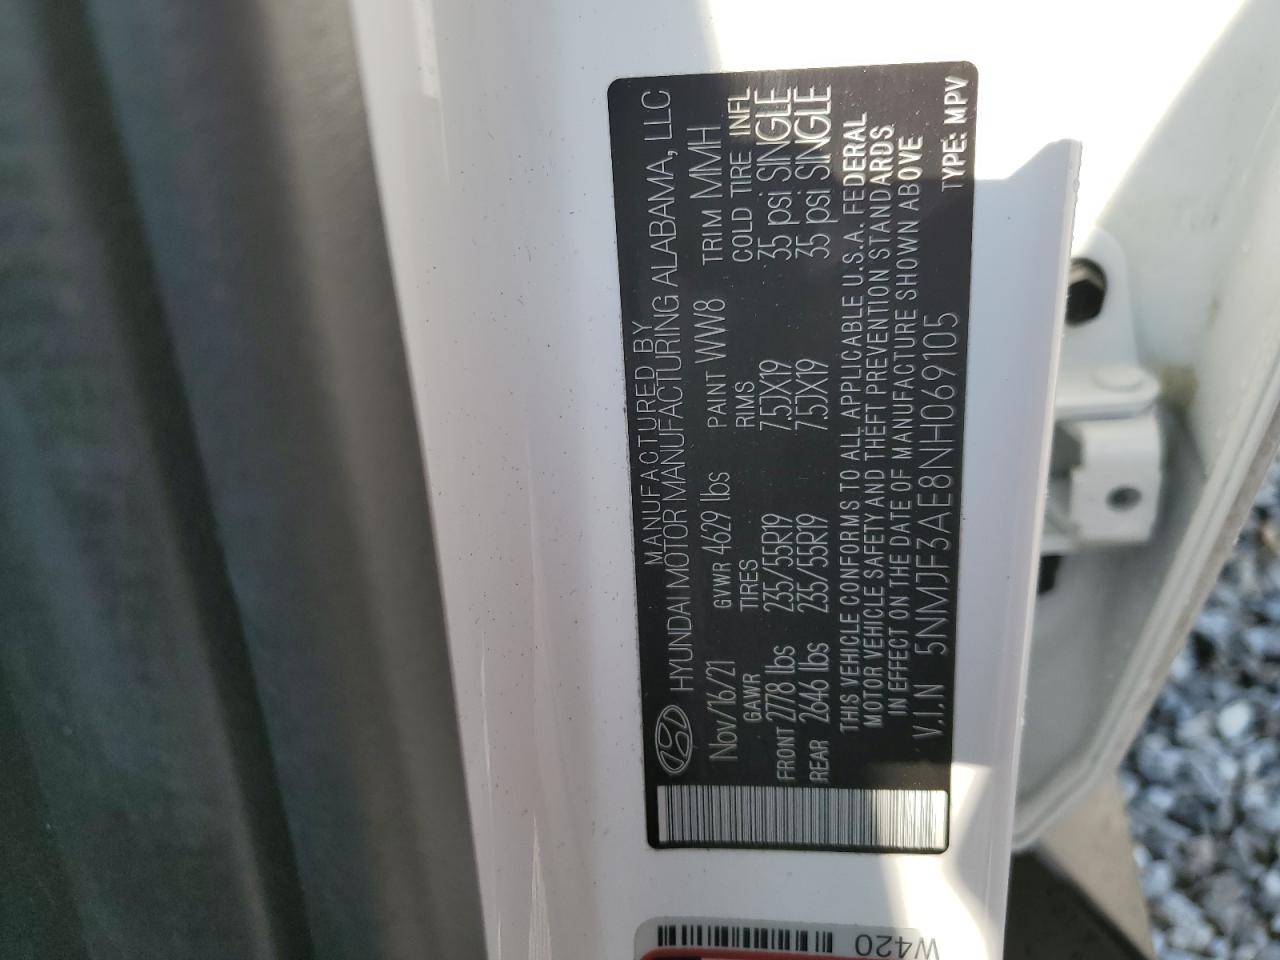 MANUFACTURED BY
HYUNDAI MOTOR MANUFACTURING ALABAMA, LLC
Nov/16/21 GVWR 4629 lbs PAINT WW8 TRIM MMH
GAWR TIRES RIMS COLD TIRE INFL
FRONT 2778 lbs 235/55R19 7.5JX19 35 psi SINGLE
REAR 2646 lbs 235/55R19 7.5JX19 35 psi SINGLE
THIS VEHICLE CONFORMS TO ALL APPLICABLE U.S.A. FEDERAL
MOTOR VEHICLE SAFETY AND THEFT PREVENTION STANDARDS
IN EFFECT ON THE DATE OF MANUFACTURE SHOWN ABOVE
V.I.N 5NMJF3AE8NH069105 TYPE: MPV
W420